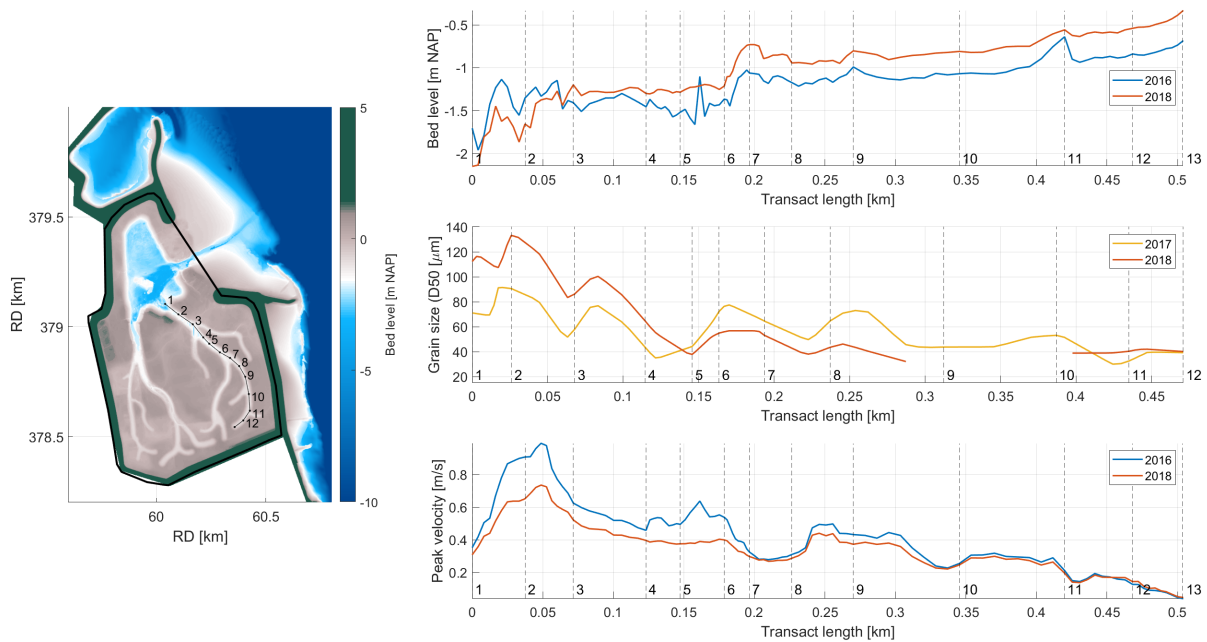 -0.5
-1
-1.5
-2
Bed level [m NAP]
2016
2018
1 2 3 4 5 6 7 8 9 10 11 12 13
0 0.05 0.1 0.15 0.2 0.25 0.3 0.35 0.4 0.45 0.5
Transact length [km]
379.5
379
378.5
RD [km]
60 60.5
RD [km]
1
2
3
4
5
6
7
8
9
10
11
12
5
0
-5
-10
Bed level [m NAP]
140
120
100
80
60
40
20
Grain size (D50 [μm]
2017
2018
1 2 3 4 5 6 7 8 9 10 11 12
0 0.05 0.1 0.15 0.2 0.25 0.3 0.35 0.4 0.45
Transact length [km]
0.8
0.6
0.4
0.2
Peak velocity [m/s]
2016
2018
1 2 3 4 5 6 7 8 9 10 11 12 13
0 0.05 0.1 0.15 0.2 0.25 0.3 0.35 0.4 0.45 0.5
Transact length [km]